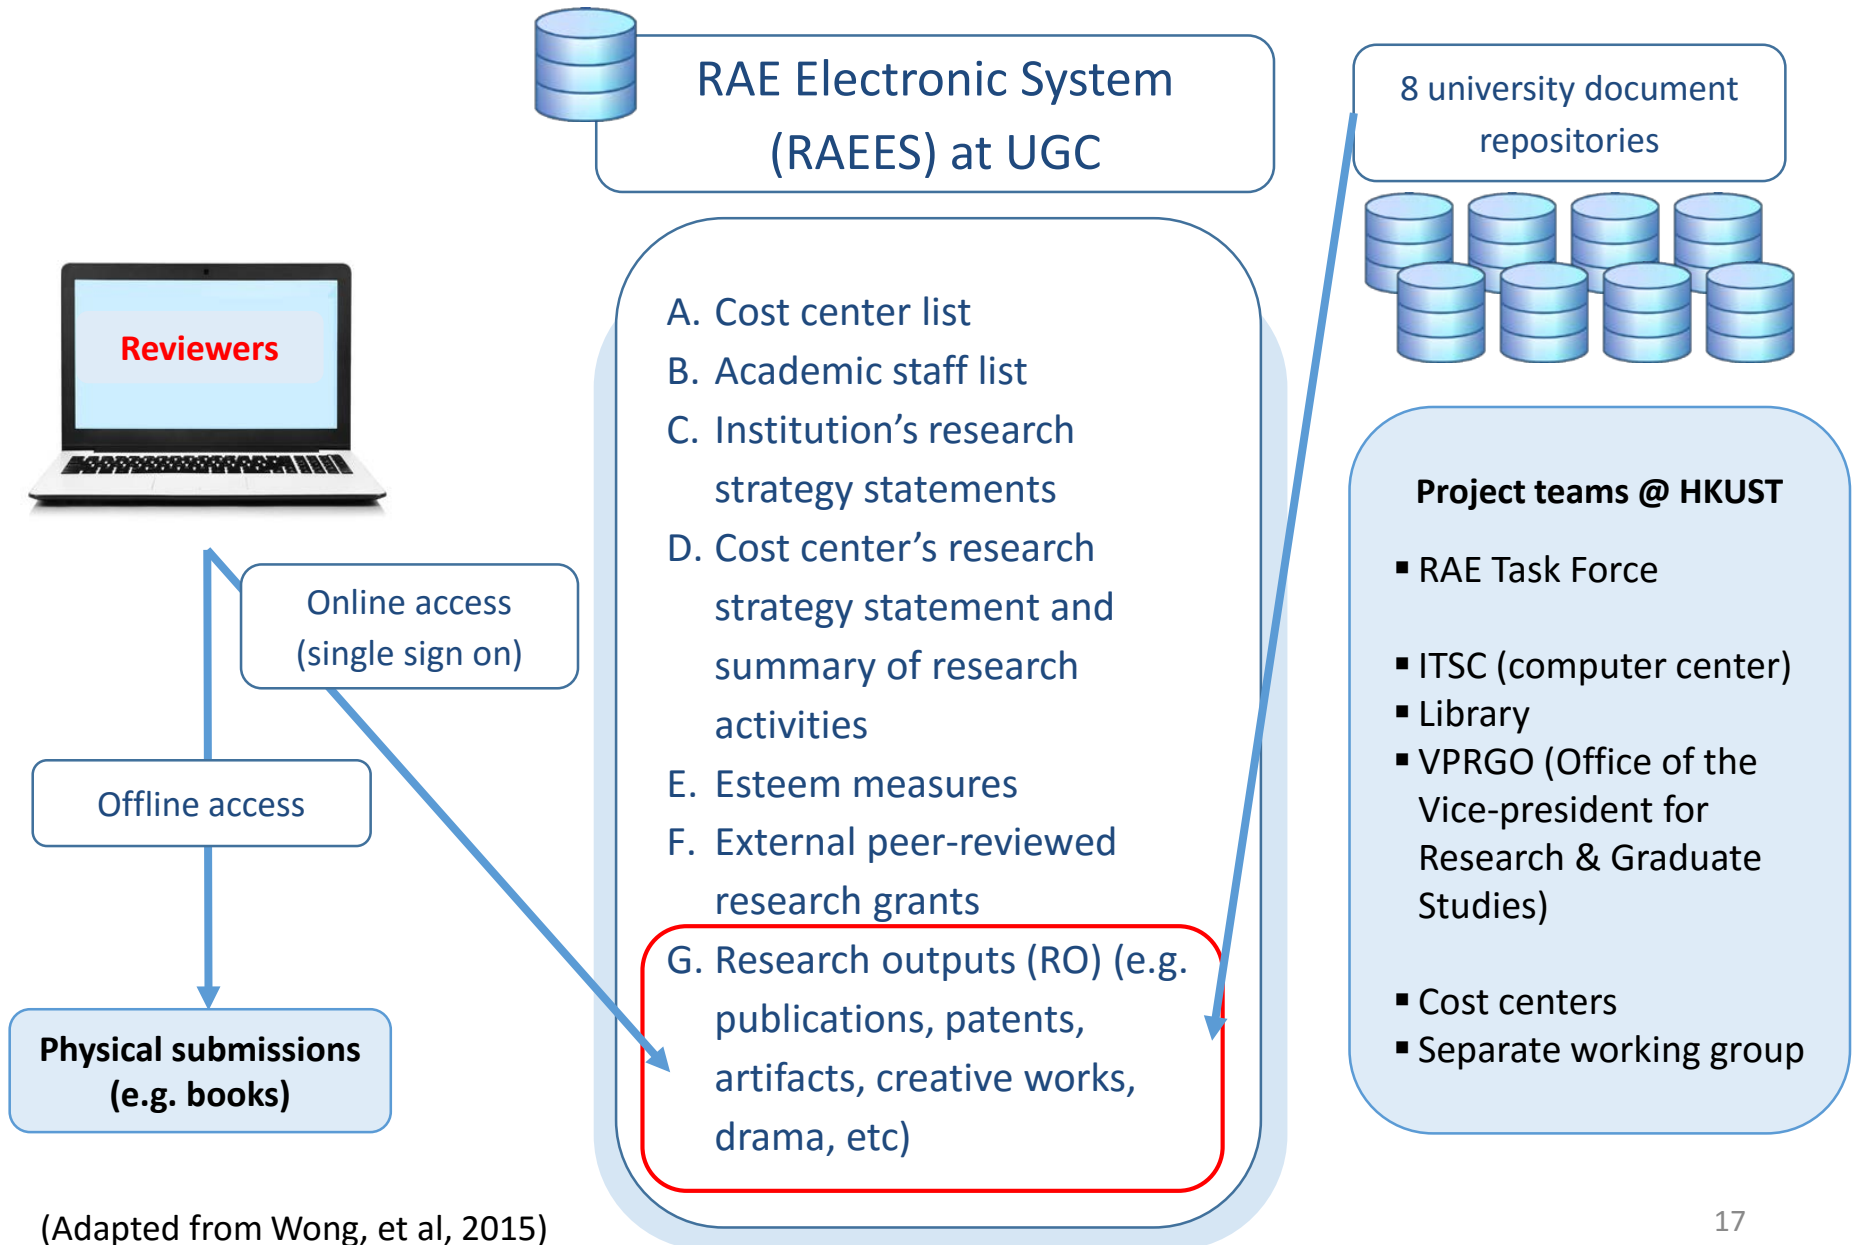 RAE Electronic System
(RAEES) at UGC
8 university document
repositories
Reviewers
Online access
(single sign on)
Offline access
Physical submissions
(e.g. books)
A. Cost center list
B. Academic staff list
C. Institution’s research
strategy statements
D. Cost center’s research
strategy statement and
summary of research
activities
E. Esteem measures
F. External peer-reviewed
research grants
G. Research outputs (RO) (e.g.
publications, patents,
artifacts, creative works,
drama, etc)
Project teams @ HKUST
▪ RAE Task Force
▪ ITSC (computer center)
▪ Library
▪ VPRGO (Office of the
Vice-president for
Research & Graduate
Studies)
▪ Cost centers
▪ Separate working group
(Adapted from Wong, et al, 2015)
17